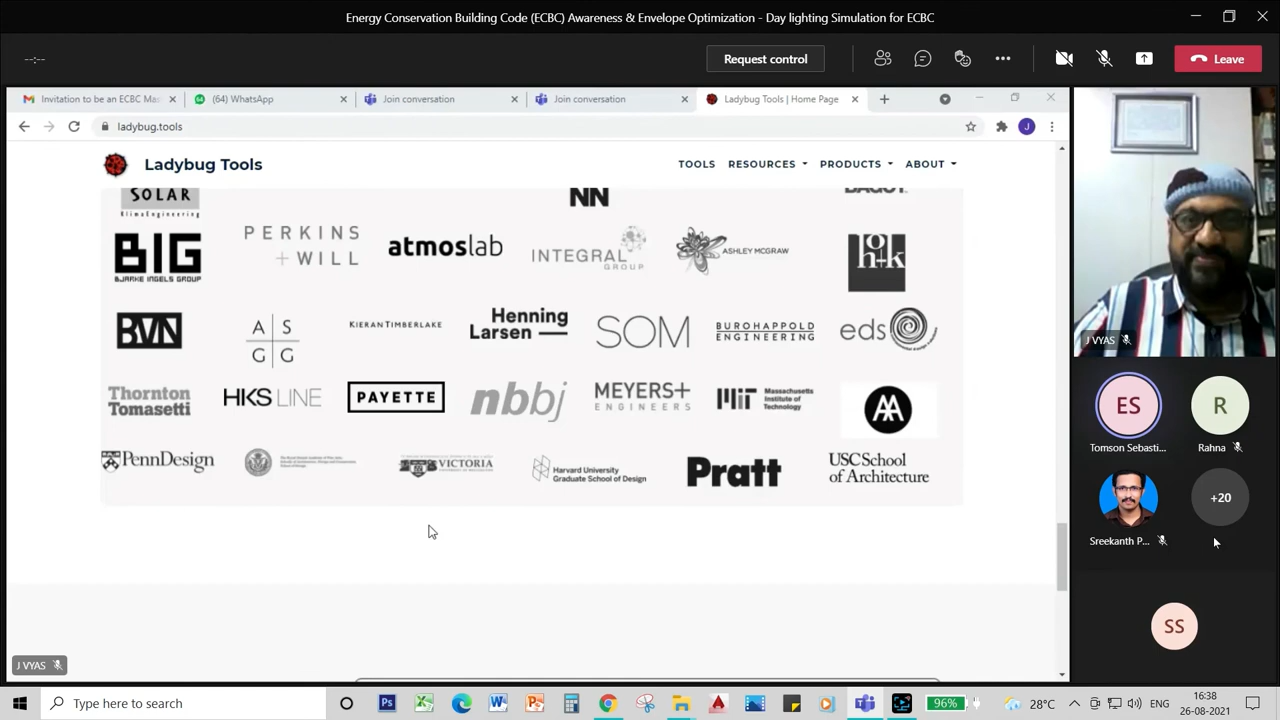 Energy Conservation Building Code (ECBC) Awareness & Envelope Optimization - Day lighting Simulation for ECBC
--:--
Request control
Leave
Invitation to be an ECBC Mas
(64) WhatsApp
Join conversation
Join conversation
Ladybug Tools | Home Page
ladybug.tools
J
Ladybug Tools
TOOLS RESOURCES PRODUCTS ABOUT
SOLAR
KlimaEngineering
NN
BIG
BJARKE INGELS GROUP
PERKINS
+ WILL
atmoslab
INTEGRAL
GROUP
ASHLEY MCGRAW
hok
BVN
A S
G G
KIERANTIMBERLAKE
Henning
Larsen
SOM
BUROHAPPOLD
ENGINEERING
eds
Thornton
Tomasetti
HKS LINE
PAYETTE
nbbj
MEYERS+
ENGINEERS
MIT
Massachusetts
Institute of
Technology
AA
PennDesign
VICTORIA
Harvard University
Graduate School of Design
Pratt
USC School
of Architecture
J VYAS
J VYAS
ES
Tomson Sebasti...
R
Rahna
Sreekanth P...
+20
SS
Type here to search
96%
28°C
ENG
16:38
26-08-2021